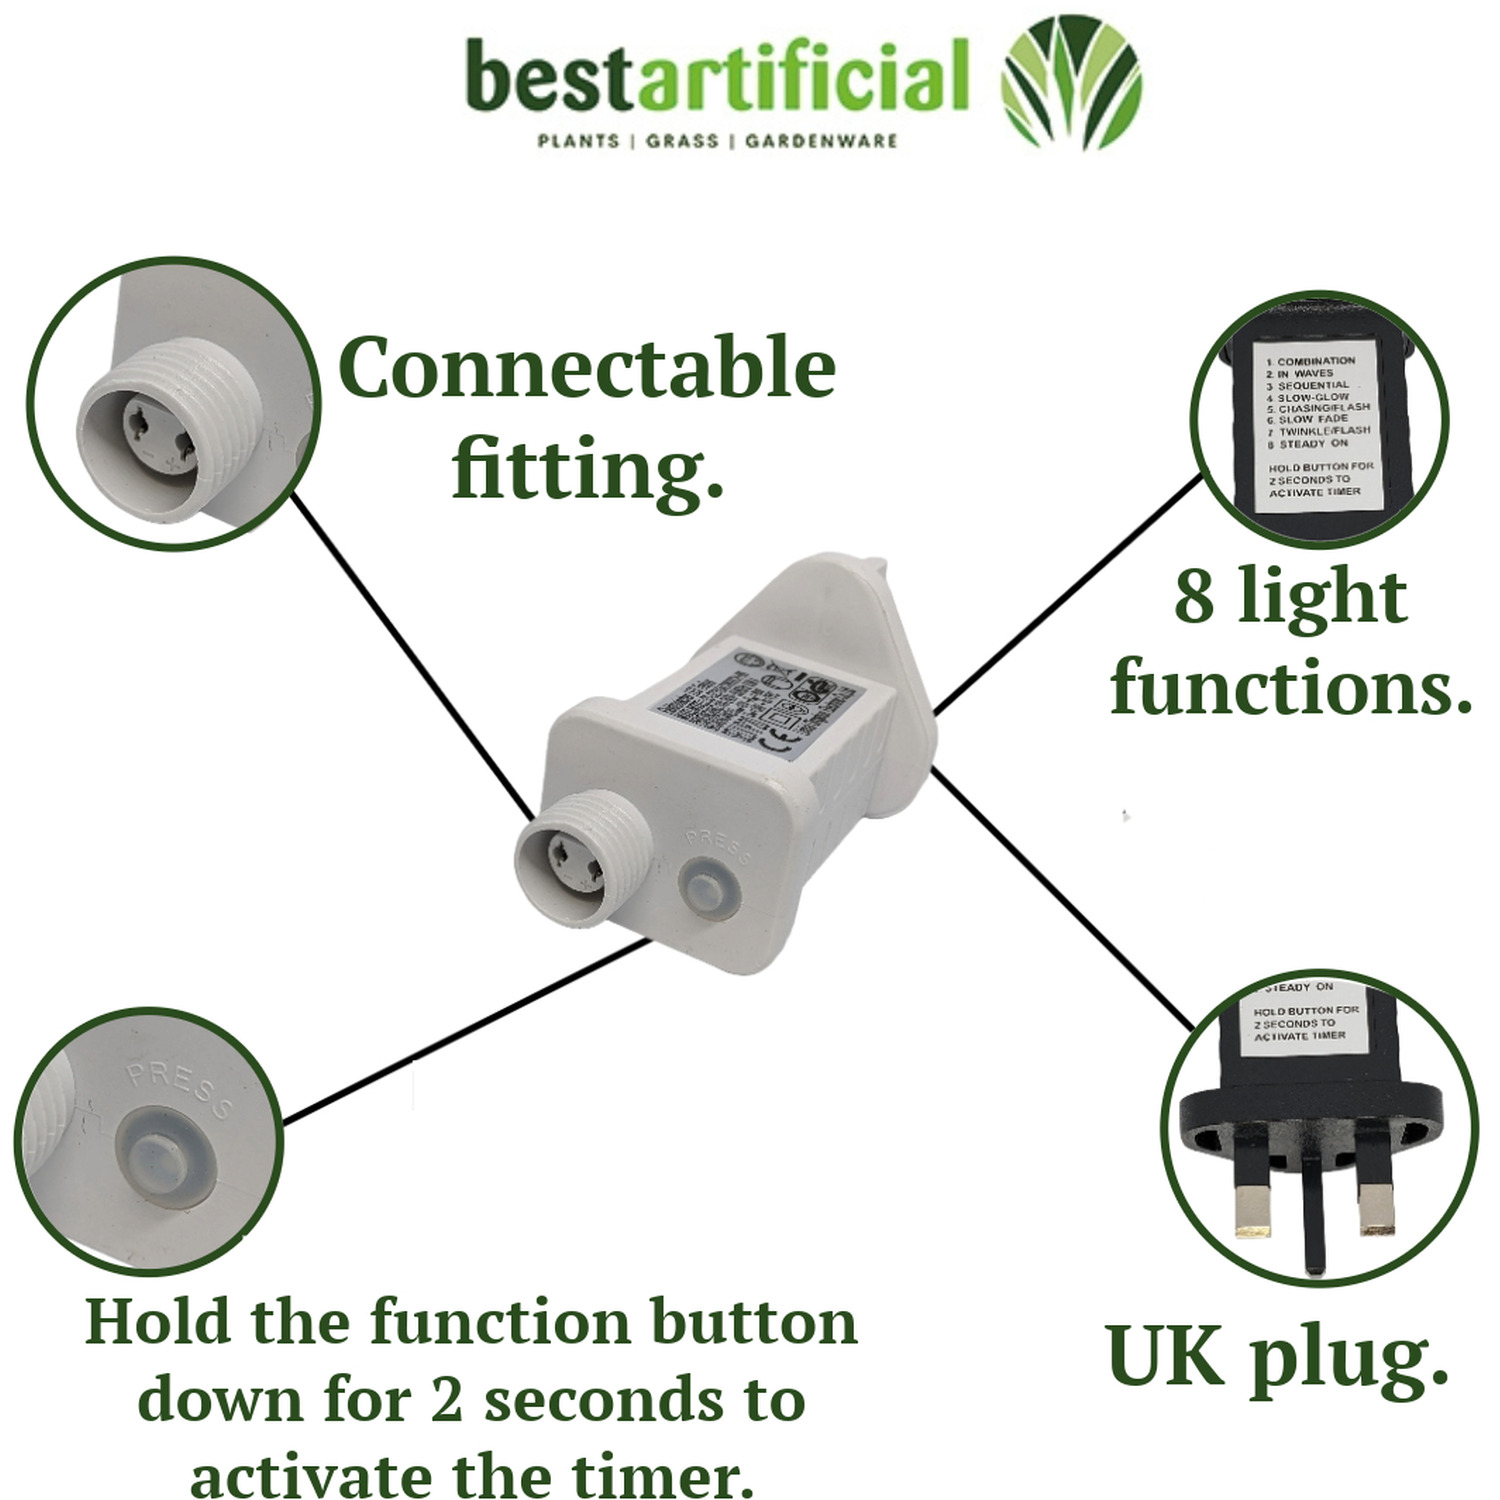 bestartificial
PLANTS | GRASS | GARDENWARE
Connectable
fitting.
1. COMBINATION
2. IN WAVES
3 SEQUENTIAL
4 SLOW-GLOW
5. CHASING/FLASH
6. SLOW FADE
7 TWINKLE/FLASH
8 STEADY ON
HOLD BUTTON FOR
2 SECONDS TO
ACTIVATE TIMER
8 light
functions.
PRESS
PRESS
Hold the function button
down for 2 seconds to
activate the timer.
STEADY ON
HOLD BUTTON FOR
2 SECONDS TO
ACTIVATE TIMER
UK plug.